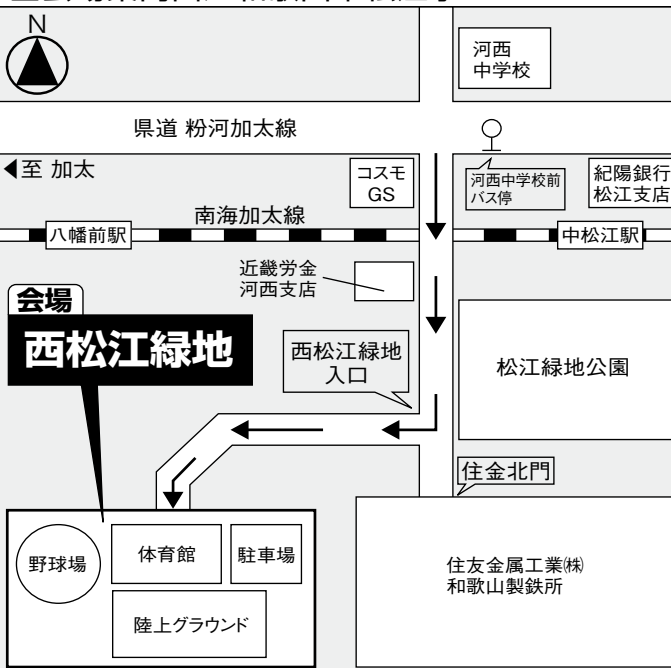 N
河西
中学校
県道 粉河加太線
◀至 加太
コスモ
GS
河西中学校前
バス停
紀陽銀行
松江支店
南海加太線
八幡前駅
中松江駅
近畿労金
河西支店
会場
西松江緑地
西松江緑地
入口
松江緑地公園
住金北門
野球場
体育館
駐車場
陸上グラウンド
住友金属工業㈱
和歌山製鉄所